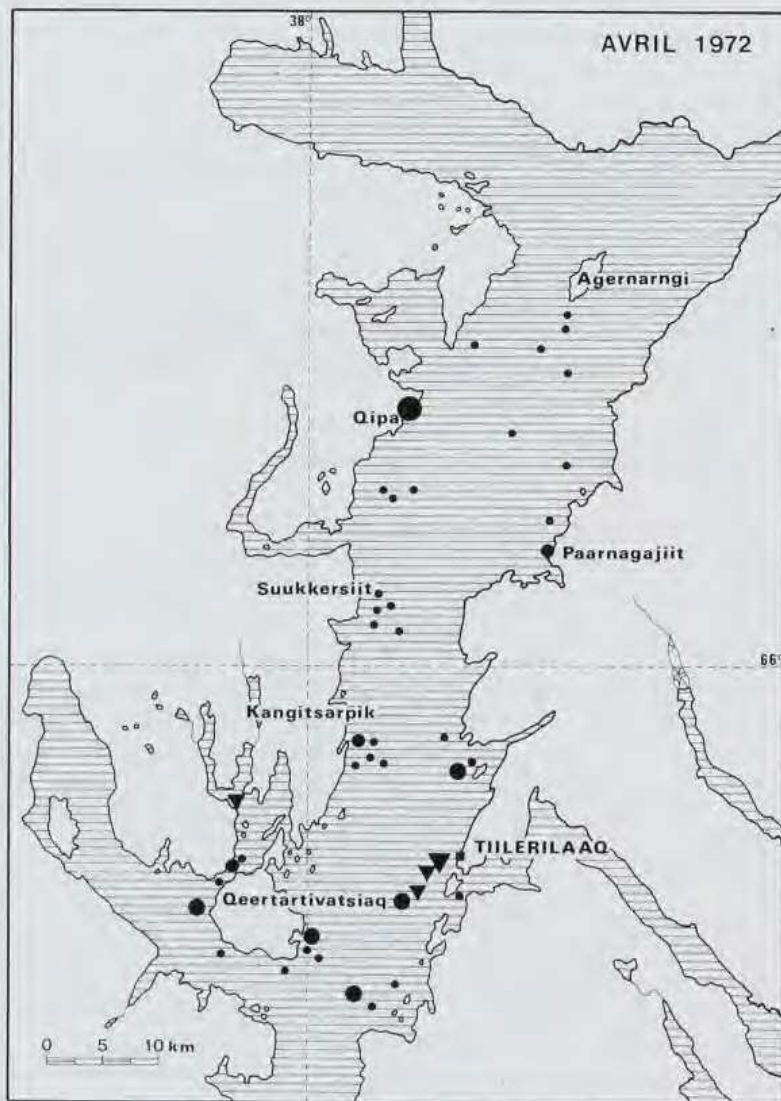 38°
AVRIL 1972
Agernarngi
Qipa
Paarnagajiit
Suukkersiit
66°
Kangitsarpik
TIILERILAAQ
Qeertartivatsiaq
0 5 10 km